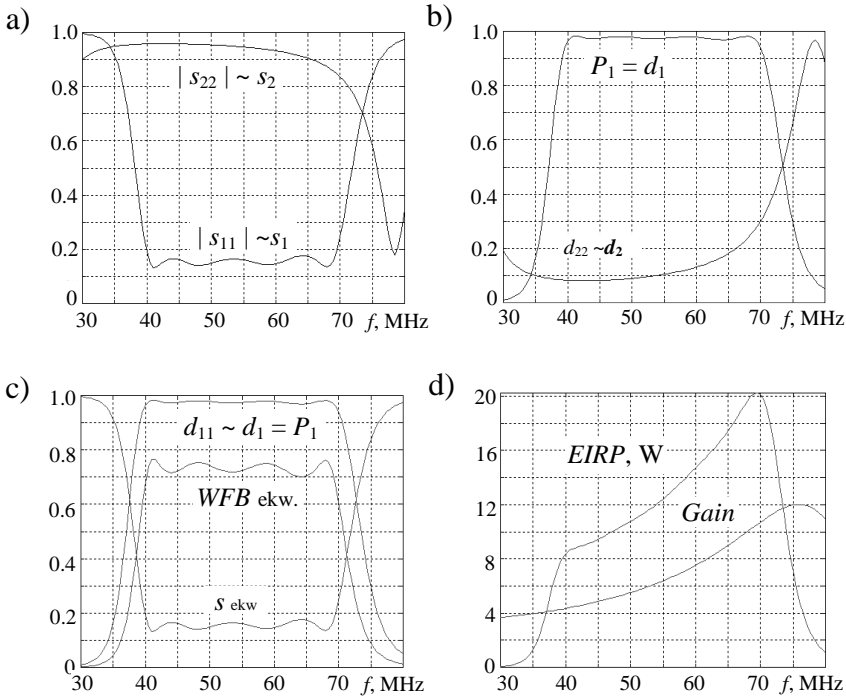 a)
1.0
0.8
0.6
0.4
0.2
0
| s22 | ~ s2
| s11 | ~s1
30 40 50 60 70 f, MHz
b)
1.0
0.8
0.6
0.4
0.2
0
P1 = d1
d22 ~d2
30 40 50 60 70 f, MHz
c)
1.0
0.8
0.6
0.4
0.2
0
d11 ~ d1 = P1
WFB ekw.
s ekw
30 40 50 60 70 f, MHz
d)
20
16
12
8
4
0
EIRP, W
Gain
30 40 50 60 70 f, MHz